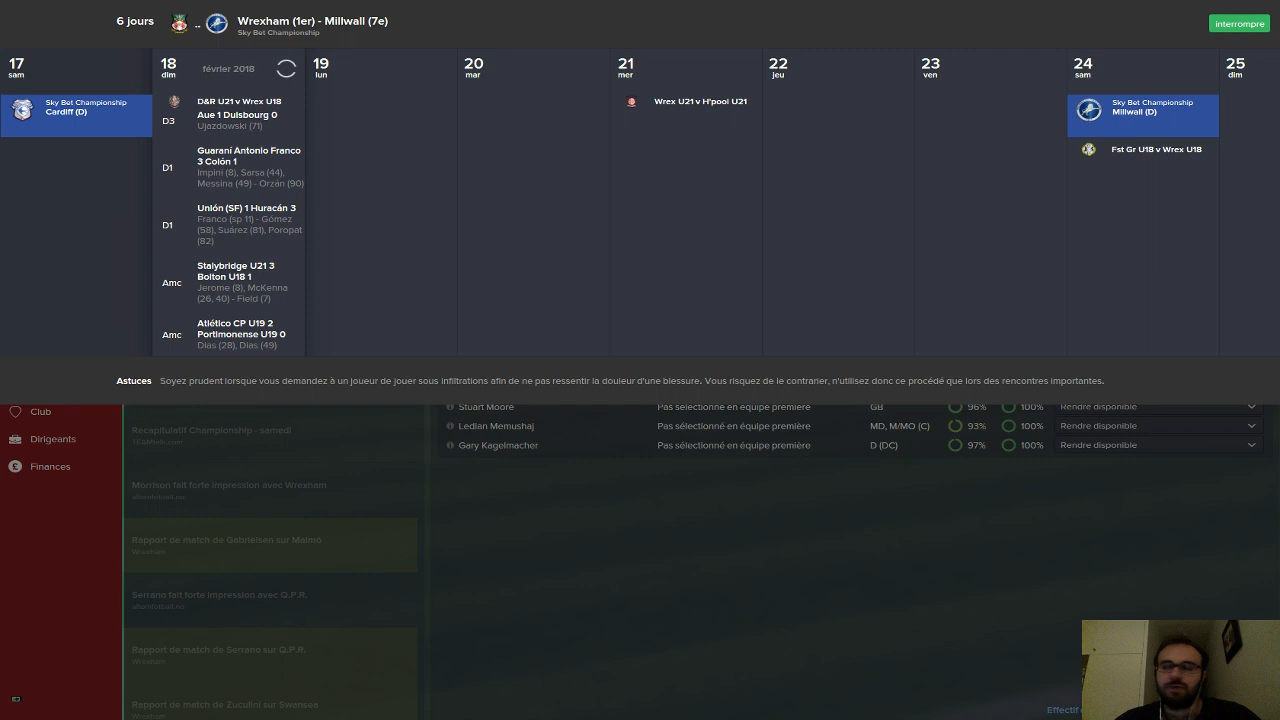 6 jours
..
Wrexham (1er) - Millwall (7e)
Sky Bet Championship
interrompre
17
sam
18
dim
février 2018
19
lun
20
mar
21
mer
22
jeu
23
ven
24
sam
25
dim
Sky Bet Championship
Cardiff (D)
D&R U21 v Wrex U18
D3
Aue 1 Duisbourg 0
Ujazdowski (71)
D1
Guaraní Antonio Franco
3 Colón 1
Impini (8), Sarsa (44),
Messina (49) - Orzán (90)
D1
Unión (SF) 1 Huracán 3
Franco (sp 11) - Gómez
(58), Suárez (81), Poropat
(82)
Amc
Stalybridge U21 3
Bolton U18 1
Jerome (8), McKenna
(26, 40) - Field (7)
Amc
Atlético CP U19 2
Portimonense U19 0
Dias (28), Dias (49)
Wrex U21 v H'pool U21
Sky Bet Championship
Millwall (D)
Fst Gr U18 v Wrex U18
Astuces
Soyez prudent lorsque vous demandez à un joueur de jouer sous infiltrations afin de ne pas ressentir la douleur d'une blessure. Vous risquez de le contrarier, n'utilisez donc ce procédé que lors des rencontres importantes.
Club
Dirigeants
Finances
Récapitulatif Championship - samedi
TEAMtalk.com
Morrison fait forte impression avec Wrexham
altomfotball.no
Rapport de match de Gabrielsen sur Malmö
Wrexham
Serrano fait forte impression avec Q.P.R.
altomfotball.no
Rapport de match de Serrano sur Q.P.R.
Wrexham
Rapport de match de Zuculini sur Swansea
Wrexham
Stuart Moore
Pas sélectionné en équipe première
GB
96%
100%
Rendre disponible
Ledian Memushaj
Pas sélectionné en équipe première
MD, M/MO (C)
93%
100%
Rendre disponible
Gary Kagelmacher
Pas sélectionné en équipe première
D (DC)
97%
100%
Rendre disponible
Effectif